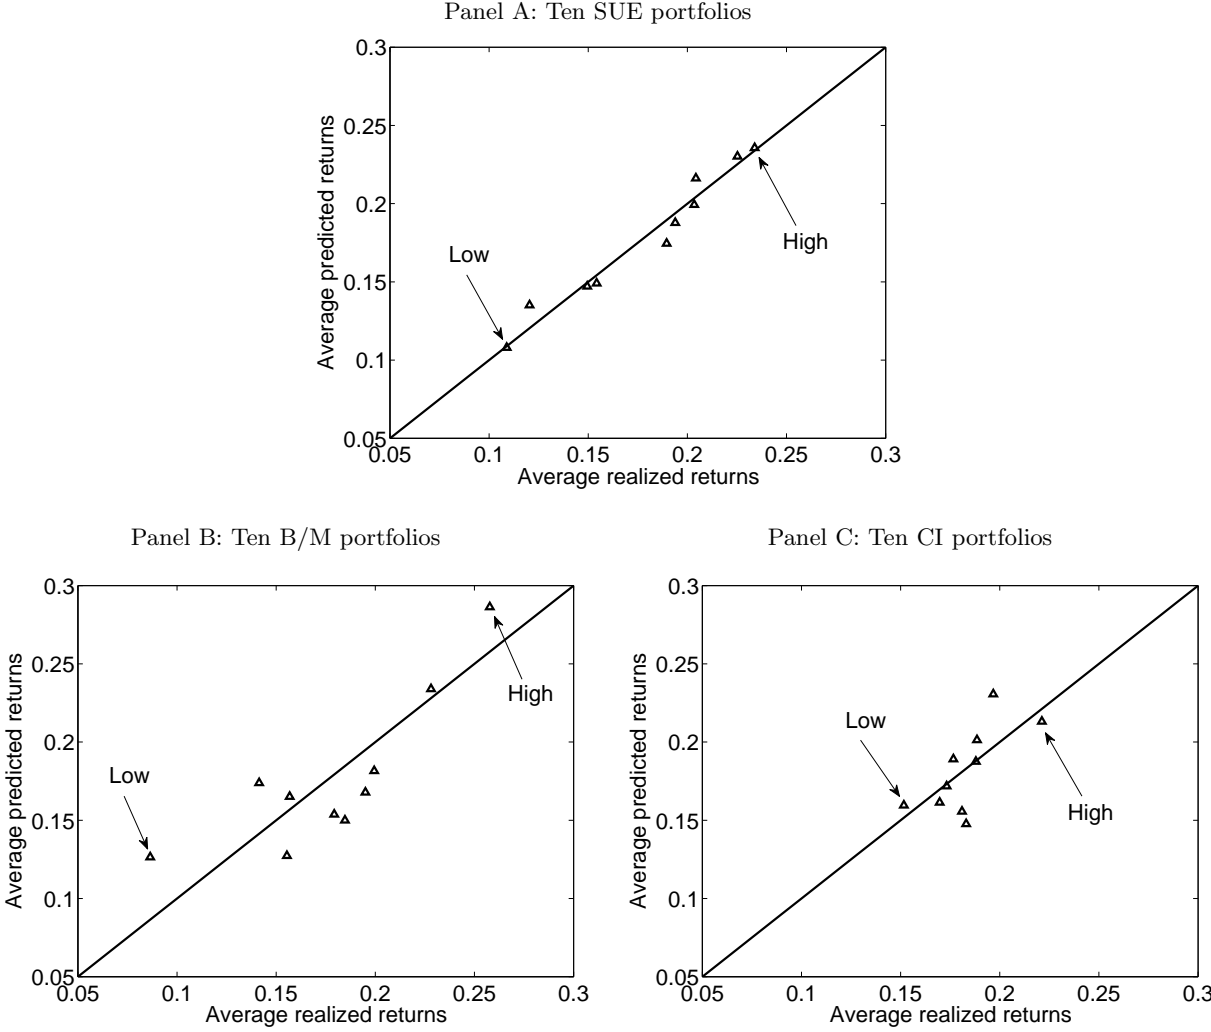 Panel A: Ten SUE portfolios
0.3
0.25
0.2
0.15
0.1
0.05
Average predicted returns
Low
High
0.05 0.1 0.15 0.2 0.25 0.3
Average realized returns
Panel B: Ten B/M portfolios
0.3
0.25
0.2
0.15
0.1
0.05
Average predicted returns
Low
High
0.05 0.1 0.15 0.2 0.25 0.3
Average realized returns
Panel C: Ten CI portfolios
0.3
0.25
0.2
0.15
0.1
0.05
Average predicted returns
Low
High
0.05 0.1 0.15 0.2 0.25 0.3
Average realized returns